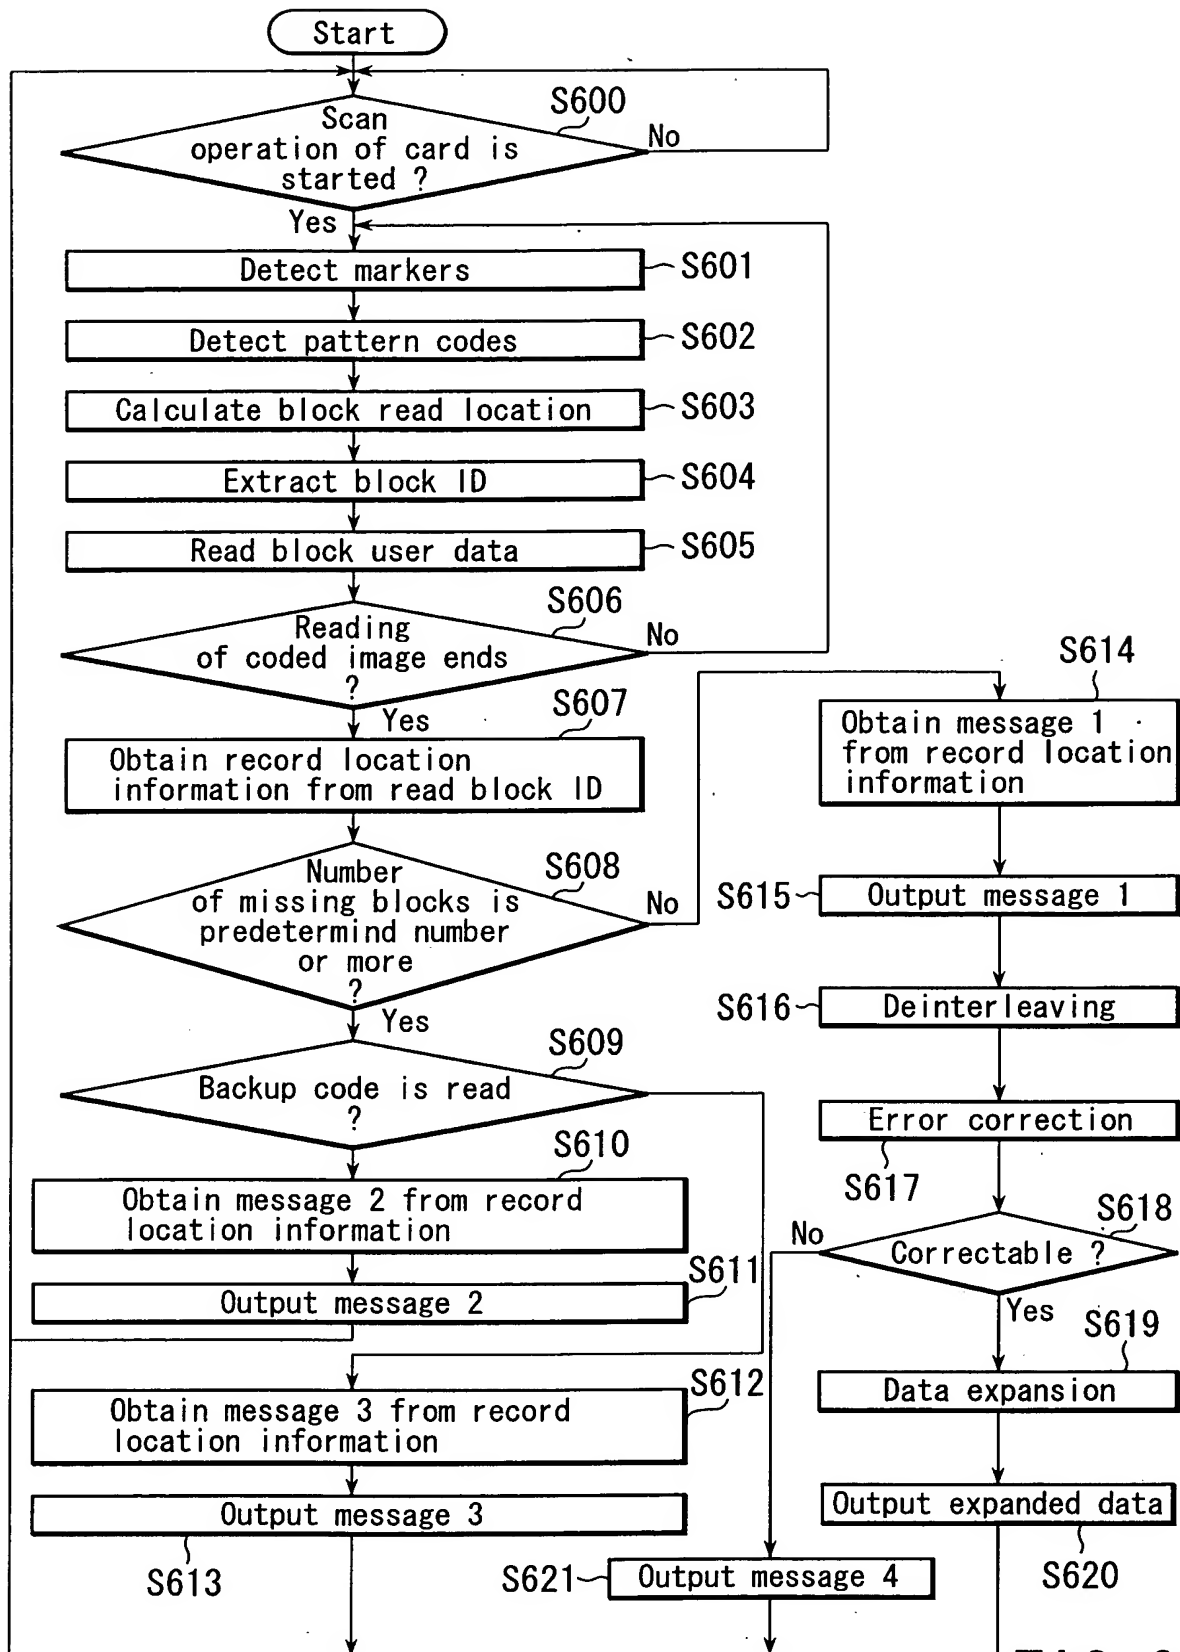 Start
S600
Scan
operation of card is
started ?
No
Yes
Detect markers
S601
Detect pattern codes
S602
Calculate block read location
S603
Extract block ID
S604
Read block user data
S605
S606
Reading
of coded image ends
?
No
Yes
S607
Obtain record location
information from read block ID
S608
Number
of missing blocks is
predetermind number
or more
?
No
Yes
S609
Backup code is read
?
S610
Obtain message 2 from record
location information
S611
Output message 2
S612
Obtain message 3 from record
location information
Output message 3
S613
S614
Obtain message 1
from record location
information
S615
Output message 1
S616
Deinterleaving
Error correction
S617
S618
Correctable ?
No
Yes
S619
Data expansion
Output expanded data
S620
S621
Output message 4